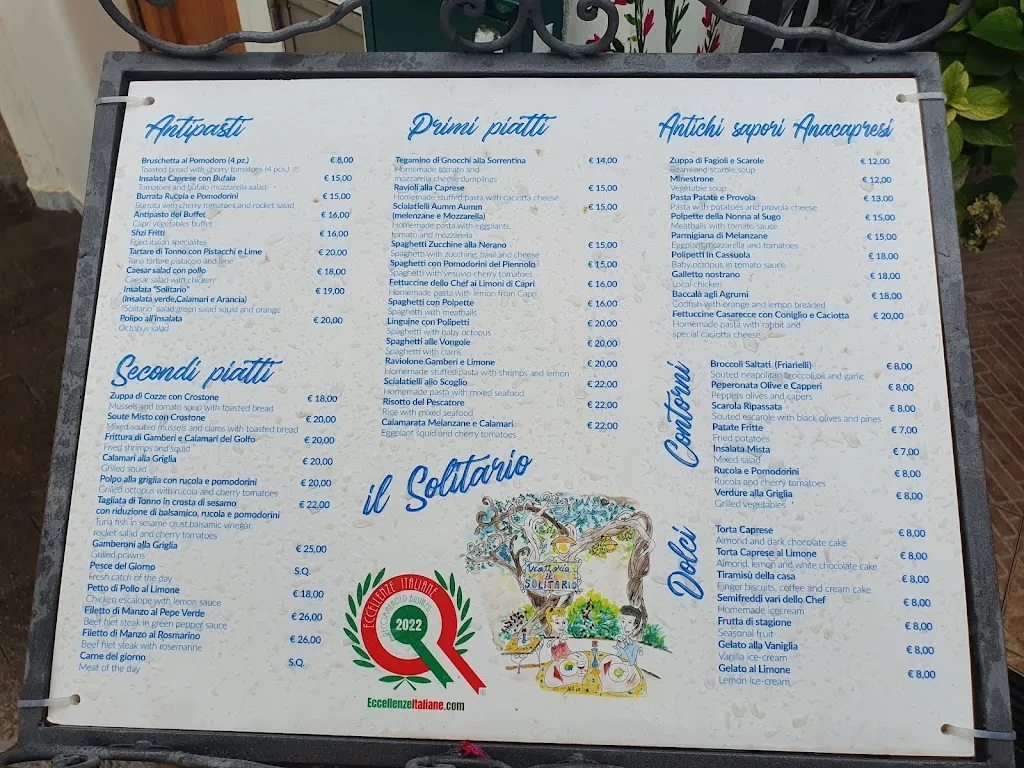 Antipasti
Bruschetta al Pomodoro (4 pz.) € 8,00
Toasted bread with cherry tomatoes (4 pcs.)
Insalata Caprese con Bufala € 15,00
Tomatoes and bufalo mozzarella salad
Burrata Rucola e Pomodorini € 15,00
Burrata with cherry tomatoes and rocket salad
Antipasto del Buffet € 16,00
Capri vegetables buffet
Sfizi Fritti € 16,00
Fried italian specialites
Tartare di Tonno con Pistacchi e Lime € 20,00
Tuna tartare pistaccio and lime
Caesar salad con pollo € 18,00
Caesar salad with chicken
Insalata "Solitario" € 19,00
(Insalata verde,Calamari e Arancia)
"Solitario" salad:green salad squid and orange
Polipo all'insalata € 20,00
Octopus salad
Secondi piatti
Zuppa di Cozze con Crostone € 18,00
Mussels and tomato soup with toasted bread
Soute Misto con Crostone € 20,00
Mixed souted mussels and clams with toasted bread
Frittura di Gamberi e Calamari del Golfo € 20,00
Fried shrimps and squid
Calamari alla Griglia € 20,00
Grilled squid
Polpo alla griglia con rucola e pomodorini € 20,00
Grilled octopus with rucola and cherry tomatoes
Tagliata di Tonno in crosta di sesamo € 22,00
con riduzione di balsamico, rucola e pomodorini
Tuna fish in sesame crust,balsamic vinegar,
rocket salad and cherry tomatoes
Gamberoni alla Griglia € 25,00
Grilled prawns
Pesce del Giorno S.Q.
Fresh catch of the day
Petto di Pollo al Limone € 18,00
Chicken escalope with lemon sauce
Filetto di Manzo al Pepe Verde € 26,00
Beef filet steak in green pepper sauce
Filetto di Manzo al Rosmarino € 26,00
Beef filet steak with rosemarine
Carne del giorno S.Q.
Meat of the day
Primi piatti
Tegamino di Gnocchi alla Sorrentina € 14,00
Homemade tomato and
mozzarella cheese dumplings
Ravioli alla Caprese € 15,00
Homemade stuffed pasta with caciotta cheese
Scialatielli Aumm Aumm € 15,00
(melenzane e Mozzarella)
Homemade pasta with eggplants,
tomato and mozzarella
Spaghetti Zucchine alla Nerano € 15,00
Spaghetti with zucchine, basil and cheese
Spaghetti con Pomodorini del Piennolo € 15,00
Spaghetti with vesuvio cherry tomatoes
Fettuccine dello Chef ai Limoni di Capri € 16,00
Homemade pasta with lemon from Capri
Spaghetti con Polpette € 16,00
Spaghetti with meatballs
Linguine con Polipetti € 20,00
Spaghetti with baby octopus
Spaghetti alle Vongole € 20,00
Spaghetti with clams
Raviolone Gamberi e Limone € 20,00
Homemade stuffed pasta with shrimps and lemon
Scialatielli allo Scoglio € 22,00
Homemade pasta with mixed seafood
Risotto del Pescatore € 22,00
Rice with mixed seafood
Calamarata Melanzane e Calamari € 22,00
Eggplant squid and cherry tomatoes
il Solitario
Trattoria
il
SOLITARIO
ECCELLENZE ITALIANE
2022
EccellenzeItaliane.com
Antichi sapori Anacapresi
Zuppa di Fagioli e Scarole € 12,00
Beans and scarole soup
Minestrone € 12,00
Vegetable soup
Pasta Patate e Provola € 13,00
Pasta with potatoes and provola cheese
Polpette della Nonna al Sugo € 15,00
Meatballs with tomato sauce
Parmigiana di Melanzane € 15,00
Eggplant,mozzarella and tomatoes
Polipetti in Cassuola € 18,00
Baby octopus in tomato sauce
Galletto nostrano € 18,00
Local chicken
Baccalà agli Agrumi € 18,00
Codfish with orange and lemon breaded
Fettuccine Casarecce con Coniglio e Caciotta € 20,00
Homemade pasta with rabbit and
special caciotta cheese
Contorni
Broccoli Saltati (Friarielli) € 8,00
Souted neapolitan broccoli,oil and garlic
Peperonata Olive e Capperi € 8,00
Peppers olives and capers
Scarola Ripassata € 8,00
Souted escarole with black olives and pines
Patate Fritte € 7,00
Fried potatoes
Insalata Mista € 7,00
Mixed salad
Rucola e Pomodorini € 8,00
Rucola and cherry tomatoes
Verdure alla Griglia € 8,00
Grilled vegetables
Dolci
Torta Caprese € 8,00
Almond and dark chocolate cake
Torta Caprese al Limone € 8,00
Almond, lemon and white chocolate cake
Tiramisù della casa € 8,00
Finger biscuits, coffee and cream cake
Semifreddi vari dello Chef € 8,00
Homemade icecream
Frutta di stagione € 8,00
Seasonal fruit
Gelato alla Vaniglia € 8,00
Vanilla ice-cream
Gelato al Limone € 8,00
Lemon ice-cream